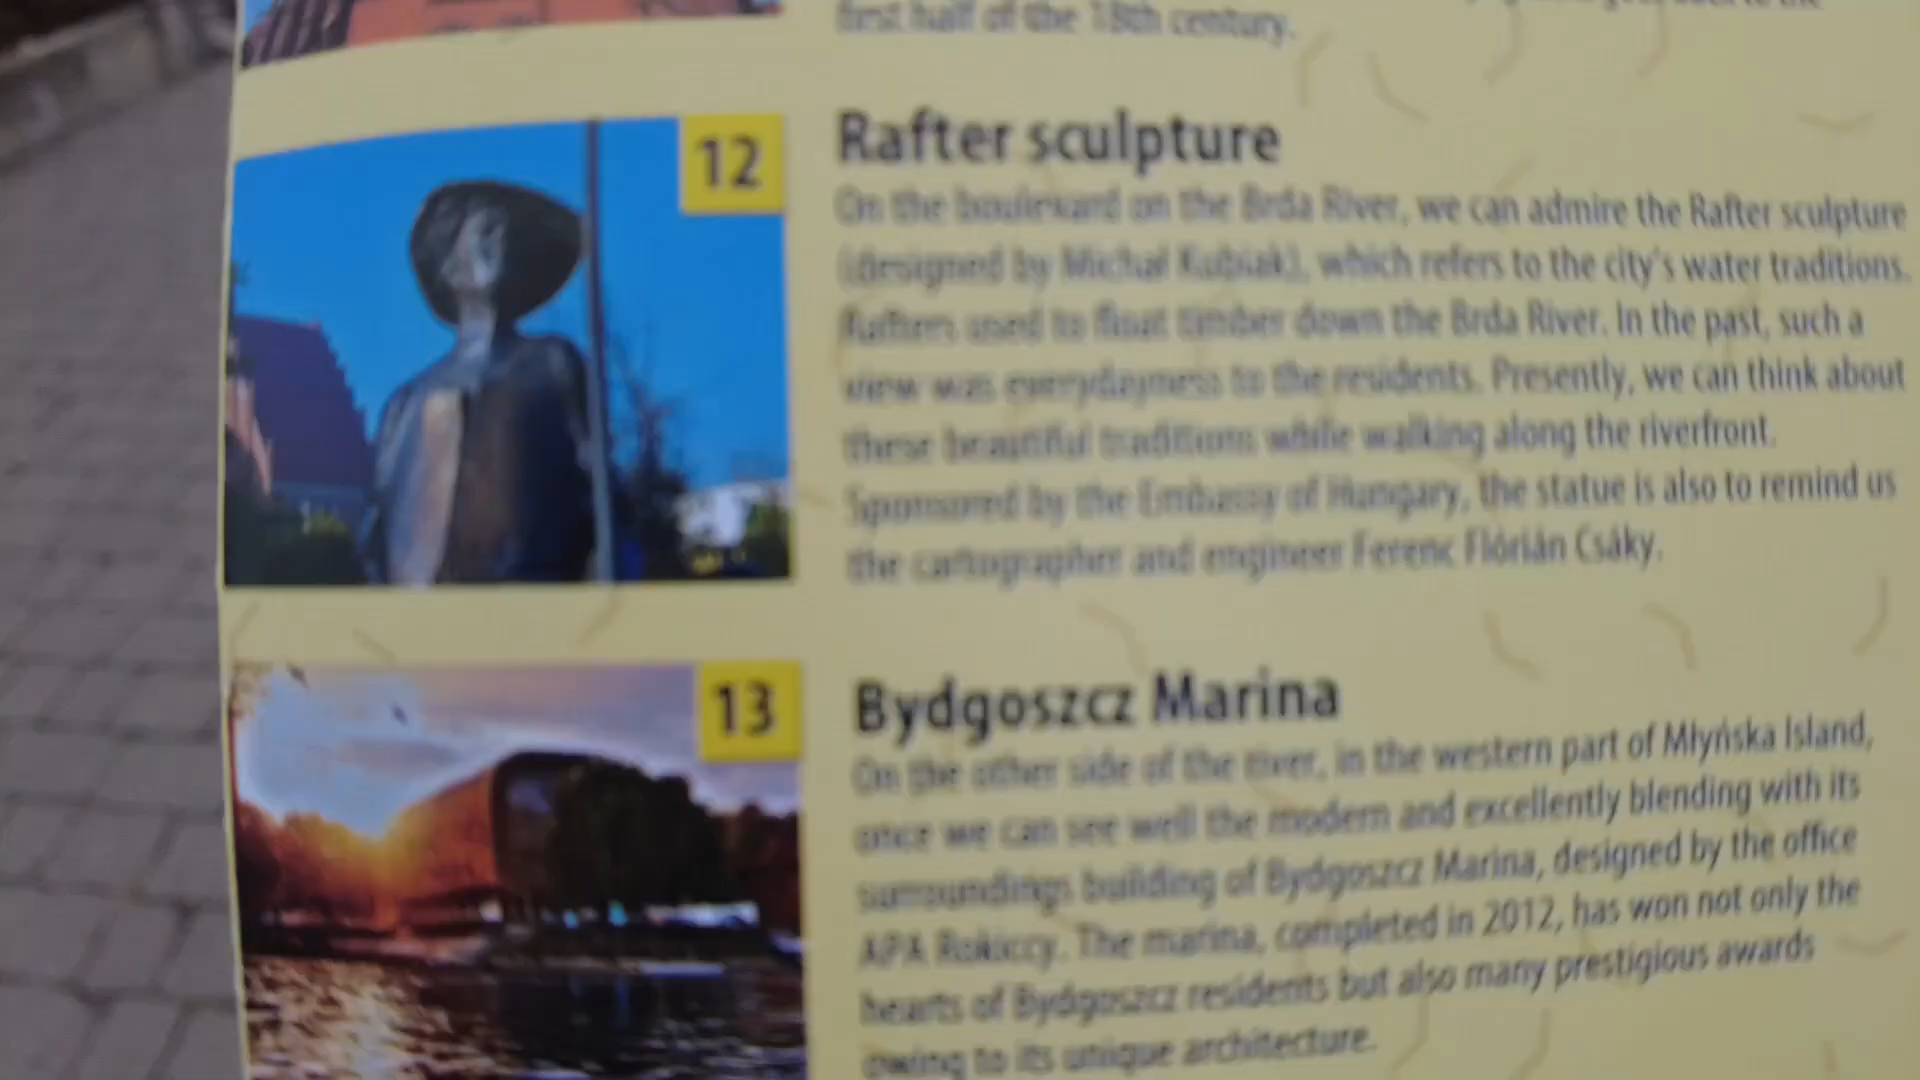 first half of the 18th century.
12
Rafter sculpture
On the boulevard on the Brda River, we can admire the Rafter sculpture
(designed by Michał Kubiak), which refers to the city's water traditions.
Rafters used to float timber down the Brda River. In the past, such a
view was everydayness to the residents. Presently, we can think about
these beautiful traditions while walking along the riverfront.
Sponsored by the Embassy of Hungary, the statue is also to remind us
the cartographer and engineer Ferenc Flórián Csáky.
13
Bydgoszcz Marina
On the other side of the river, in the western part of Młyńska Island,
once we can see well the modern and excellently blending with its
surroundings building of Bydgoszcz Marina, designed by the office
APA Rokiccy. The marina, completed in 2012, has won not only the
hearts of Bydgoszcz residents but also many prestigious awards
owing to its unique architecture.